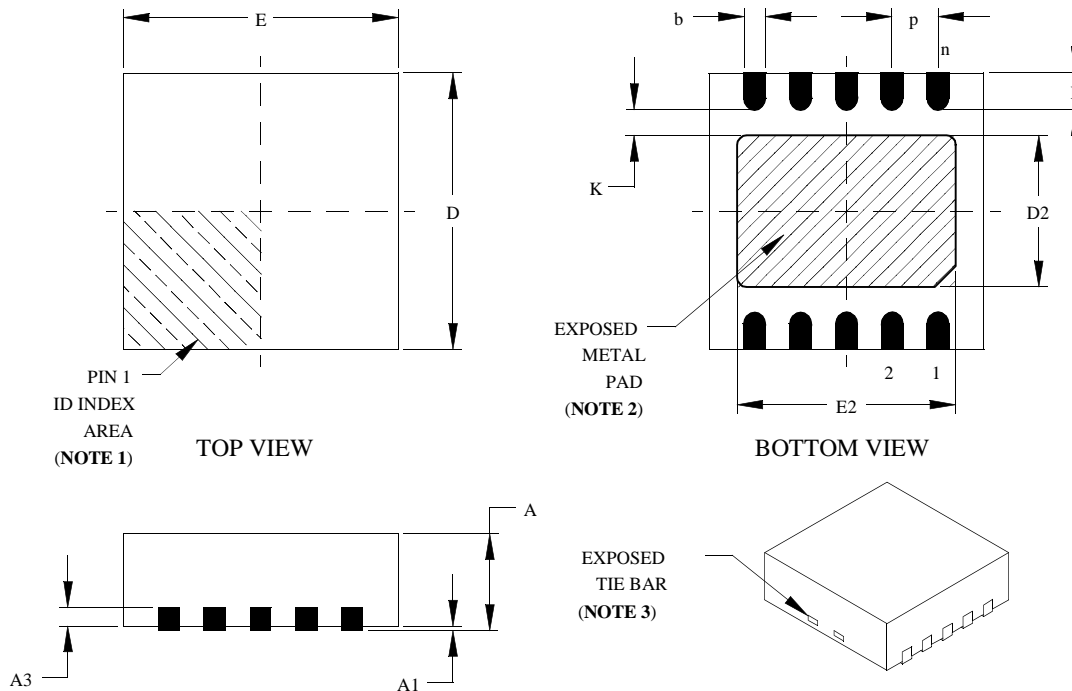 E
D
PIN 1
ID INDEX
AREA
(NOTE 1)
TOP VIEW
b
p
n
K
D2
EXPOSED
METAL
PAD
(NOTE 2)
2
1
E2
BOTTOM VIEW
A
A3
A1
EXPOSED
TIE BAR
(NOTE 3)